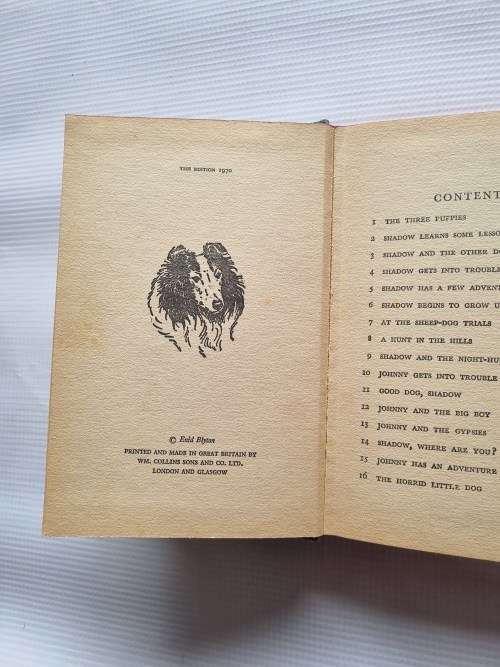 THIS EDITION 1970
© Enid Blyton
PRINTED AND MADE IN GREAT BRITAIN BY
WM. COLLINS SONS AND CO. LTD.
LONDON AND GLASGOW
CONTENT
1 THE THREE PUPPIES
2 SHADOW LEARNS SOME LESSO
3 SHADOW AND THE OTHER DO
4 SHADOW GETS INTO TROUBLE
5 SHADOW HAS A FEW ADVENT
6 SHADOW BEGINS TO GROW U
7 AT THE SHEEP-DOG TRIALS
8 A HUNT IN THE HILLS
9 SHADOW AND THE NIGHT-HU
10 JOHNNY GETS INTO TROUBLE
11 GOOD DOG, SHADOW
12 JOHNNY AND THE BIG BOY
13 JOHNNY AND THE GYPSIES
14 SHADOW, WHERE ARE YOU?
15 JOHNNY HAS AN ADVENTURE
16 THE HORRID LITTLE DOG